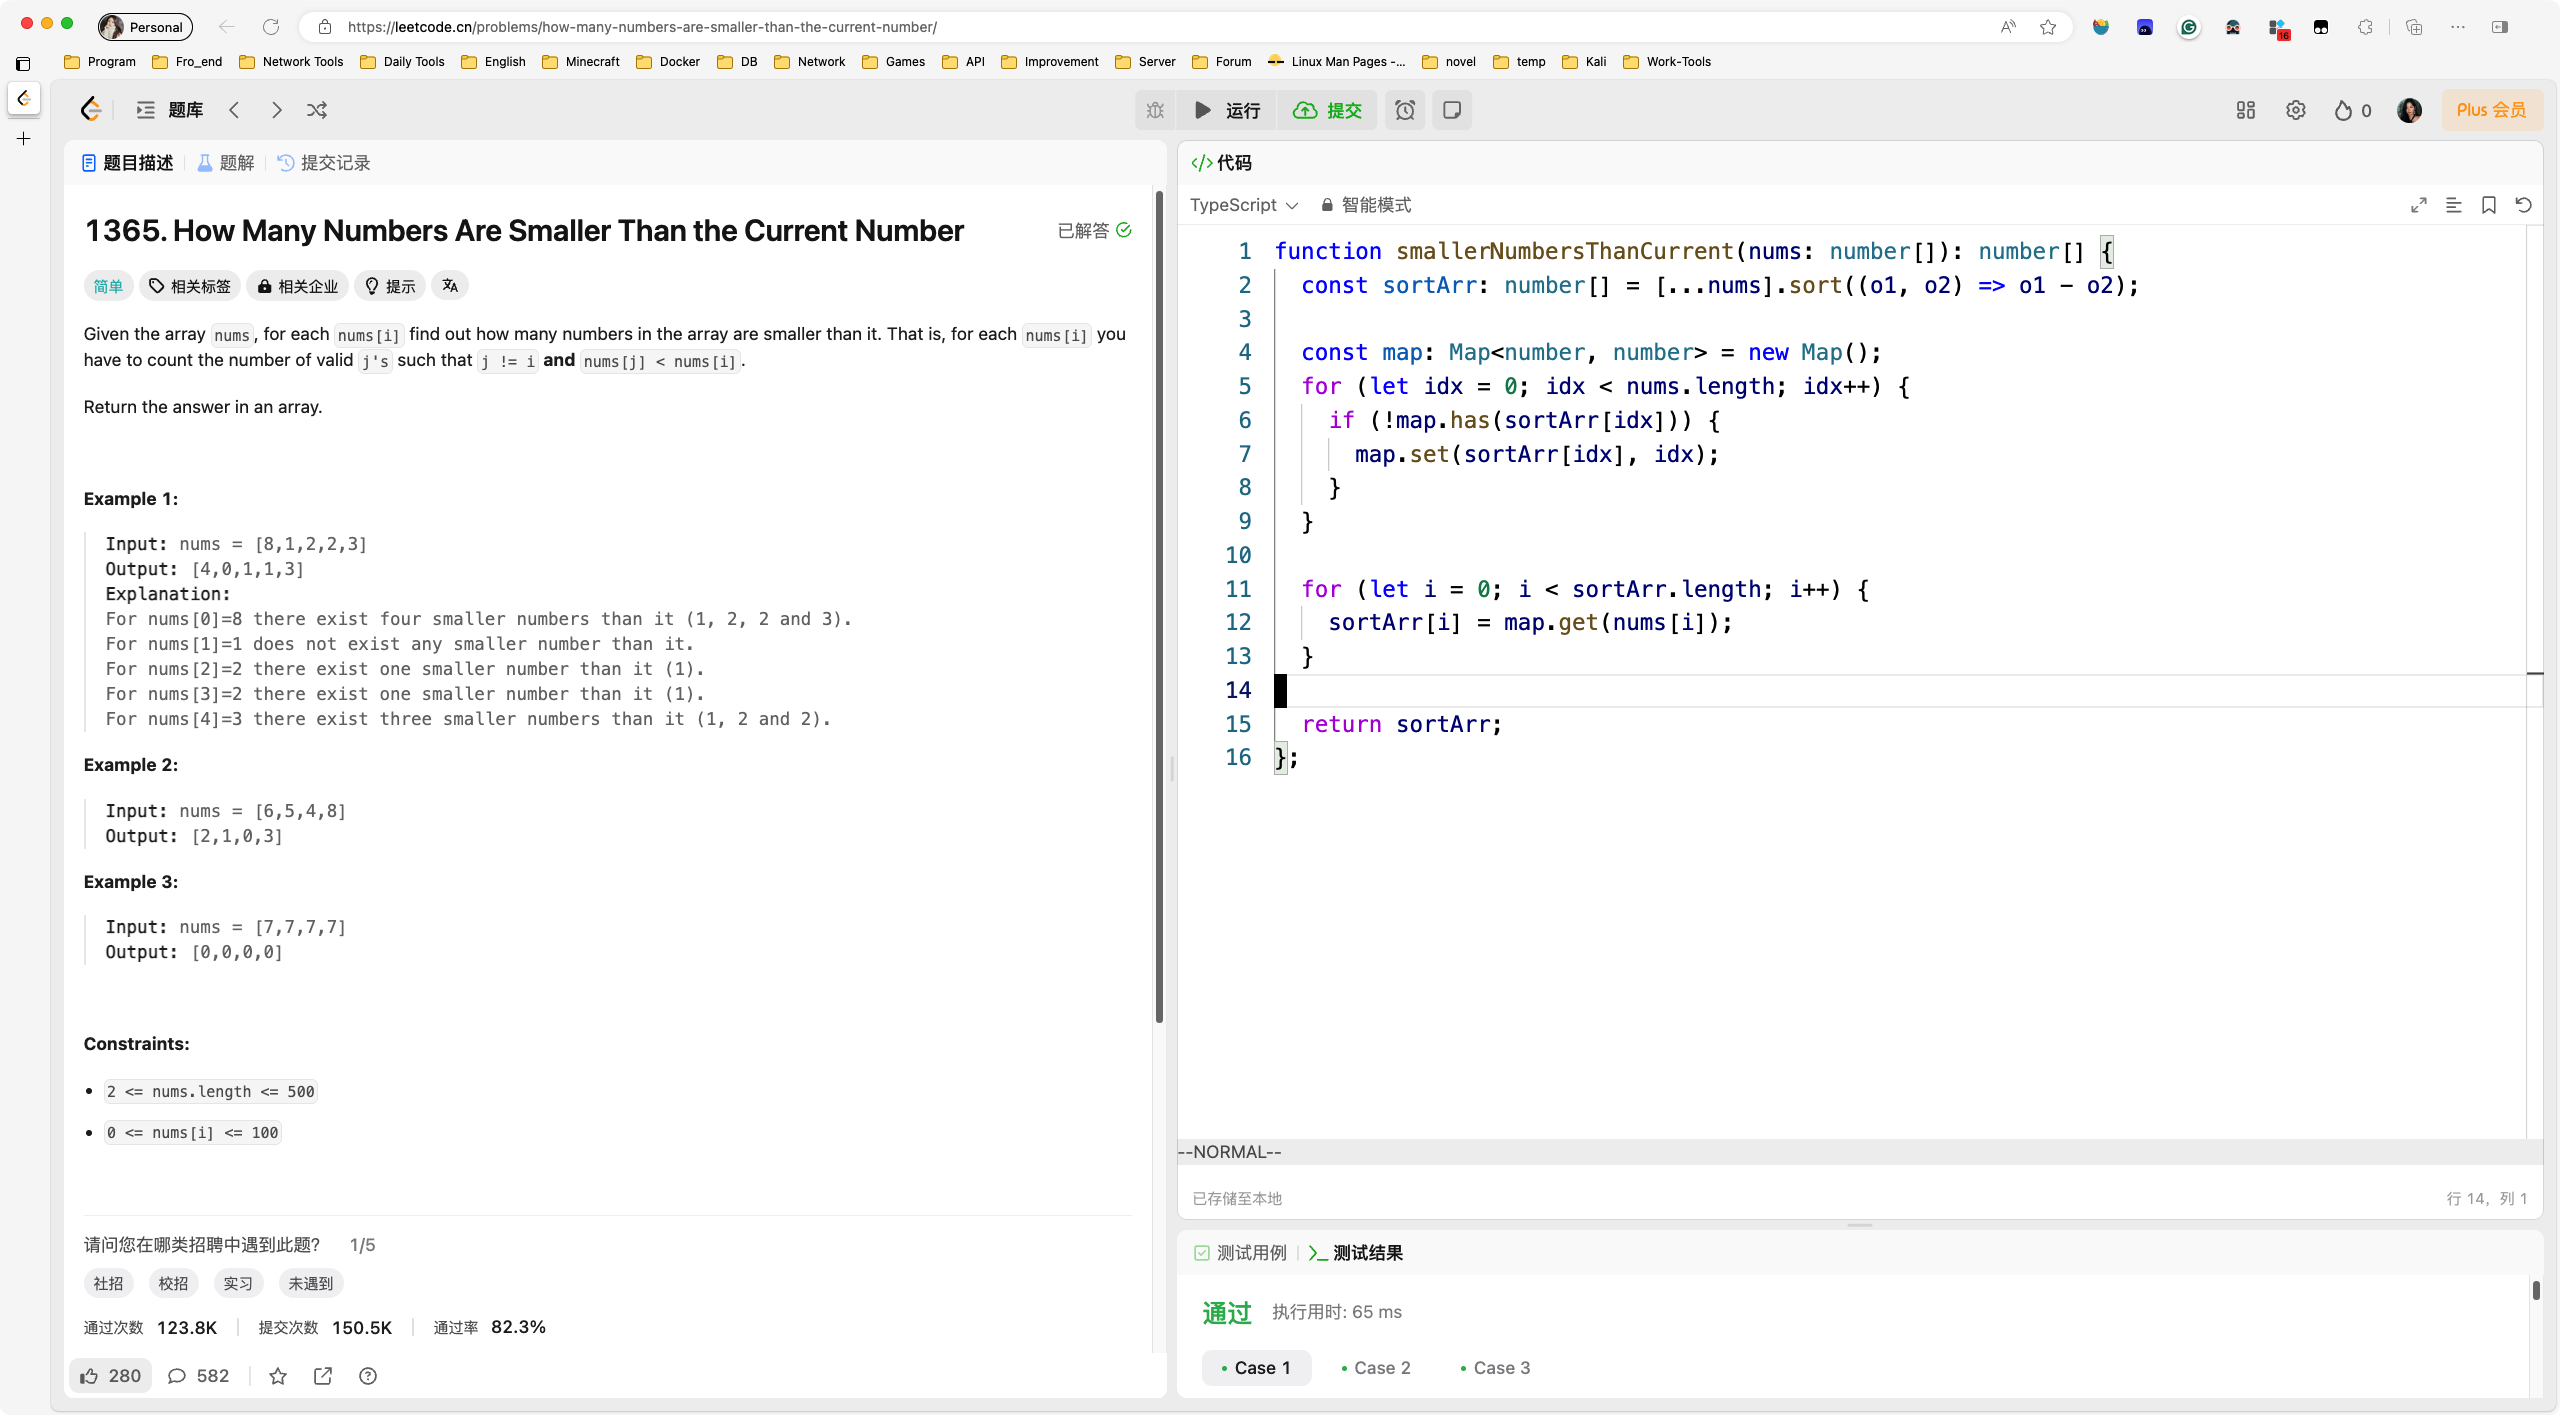 Personal
https://leetcode.cn/problems/how-many-numbers-are-smaller-than-the-current-number/
16
Program Fro_end Network Tools Daily Tools English Minecraft Docker DB Network Games API Improvement Server Forum Linux Man Pages -... novel temp Kali Work-Tools
题库
运行 提交
0
Plus 会员
题目描述 题解 提交记录
1365. How Many Numbers Are Smaller Than the Current Number
已解答
简单 相关标签 相关企业 提示
Given the array nums, for each nums[i] find out how many numbers in the array are smaller than it. That is, for each nums[i] you
have to count the number of valid j's such that j != i and nums[j] < nums[i].
Return the answer in an array.
Example 1:
Input: nums = [8,1,2,2,3]
Output: [4,0,1,1,3]
Explanation:
For nums[0]=8 there exist four smaller numbers than it (1, 2, 2 and 3).
For nums[1]=1 does not exist any smaller number than it.
For nums[2]=2 there exist one smaller number than it (1).
For nums[3]=2 there exist one smaller number than it (1).
For nums[4]=3 there exist three smaller numbers than it (1, 2 and 2).
Example 2:
Input: nums = [6,5,4,8]
Output: [2,1,0,3]
Example 3:
Input: nums = [7,7,7,7]
Output: [0,0,0,0]
Constraints:
2 <= nums.length <= 500
0 <= nums[i] <= 100
请问您在哪类招聘中遇到此题? 1/5
社招 校招 实习 未遇到
通过次数 123.8K 提交次数 150.5K 通过率 82.3%
280 582
</> 代码
TypeScript 智能模式
1 function smallerNumbersThanCurrent(nums: number[]): number[] {
2 const sortArr: number[] = [...nums].sort((o1, o2) => o1 - o2);
3
4 const map: Map<number, number> = new Map();
5 for (let idx = 0; idx < nums.length; idx++) {
6 if (!map.has(sortArr[idx])) {
7 map.set(sortArr[idx], idx);
8 }
9 }
10
11 for (let i = 0; i < sortArr.length; i++) {
12 sortArr[i] = map.get(nums[i]);
13 }
14
15 return sortArr;
16 };
--NORMAL--
已存储至本地
行 14, 列 1
测试用例 测试结果
通过 执行用时: 65 ms
Case 1 Case 2 Case 3